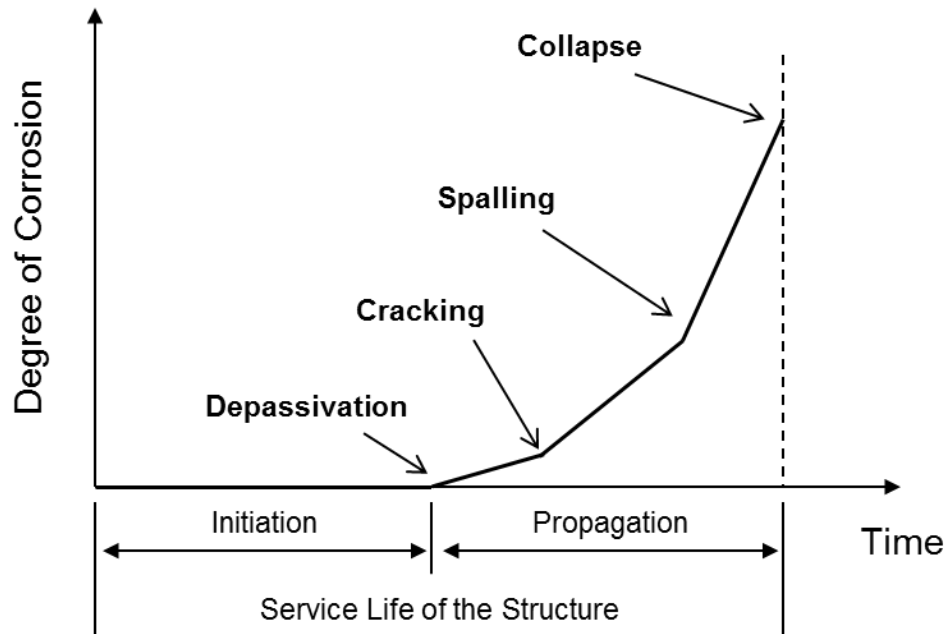 Collapse
Spalling
Cracking
Depassivation
Degree of Corrosion
Initiation
Propagation
Time
Service Life of the Structure